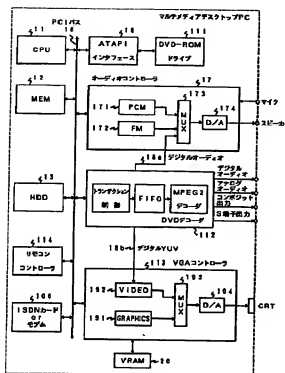 マルチメディアデスクトップPC
PCIバス
11
10
16
111
CPU
ATAPI
インタフェース
DVD-ROM
ドライブ
12
オーディオコントローラ
17
MEM
171
PCM
173
172
FM
MUX
174
D/A
マイク
スピーカ
18a
デジタルオーディオ
13
HDD
トランザクション
制御
FIFO
MPEG2
デコーダ
DVDデコーダ
112
デジタル
オーディオ
アナログ
オーディオ
コンポジット
出力
S端子出力
114
リモコン
コントローラ
18b
デジタルYUV
113
VGAコントローラ
192
VIDEO
193
191
GRAPHICS
MUX
194
D/A
CRT
100
ISDNカード
or
モデム
VRAM
20